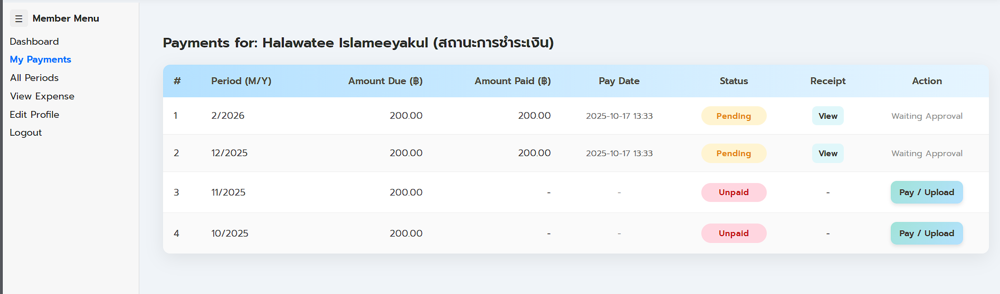 ☰ Member Menu
Dashboard
My Payments
All Periods
View Expense
Edit Profile
Logout
Payments for: Halawatee Islameeyakul (สถานะการชำระเงิน)
# Period (M/Y) Amount Due (฿) Amount Paid (฿) Pay Date Status Receipt Action
1 2/2026 200.00 200.00 2025-10-17 13:33 Pending View Waiting Approval
2 12/2025 200.00 200.00 2025-10-17 13:33 Pending View Waiting Approval
3 11/2025 200.00 - - Unpaid - Pay / Upload
4 10/2025 200.00 - - Unpaid - Pay / Upload